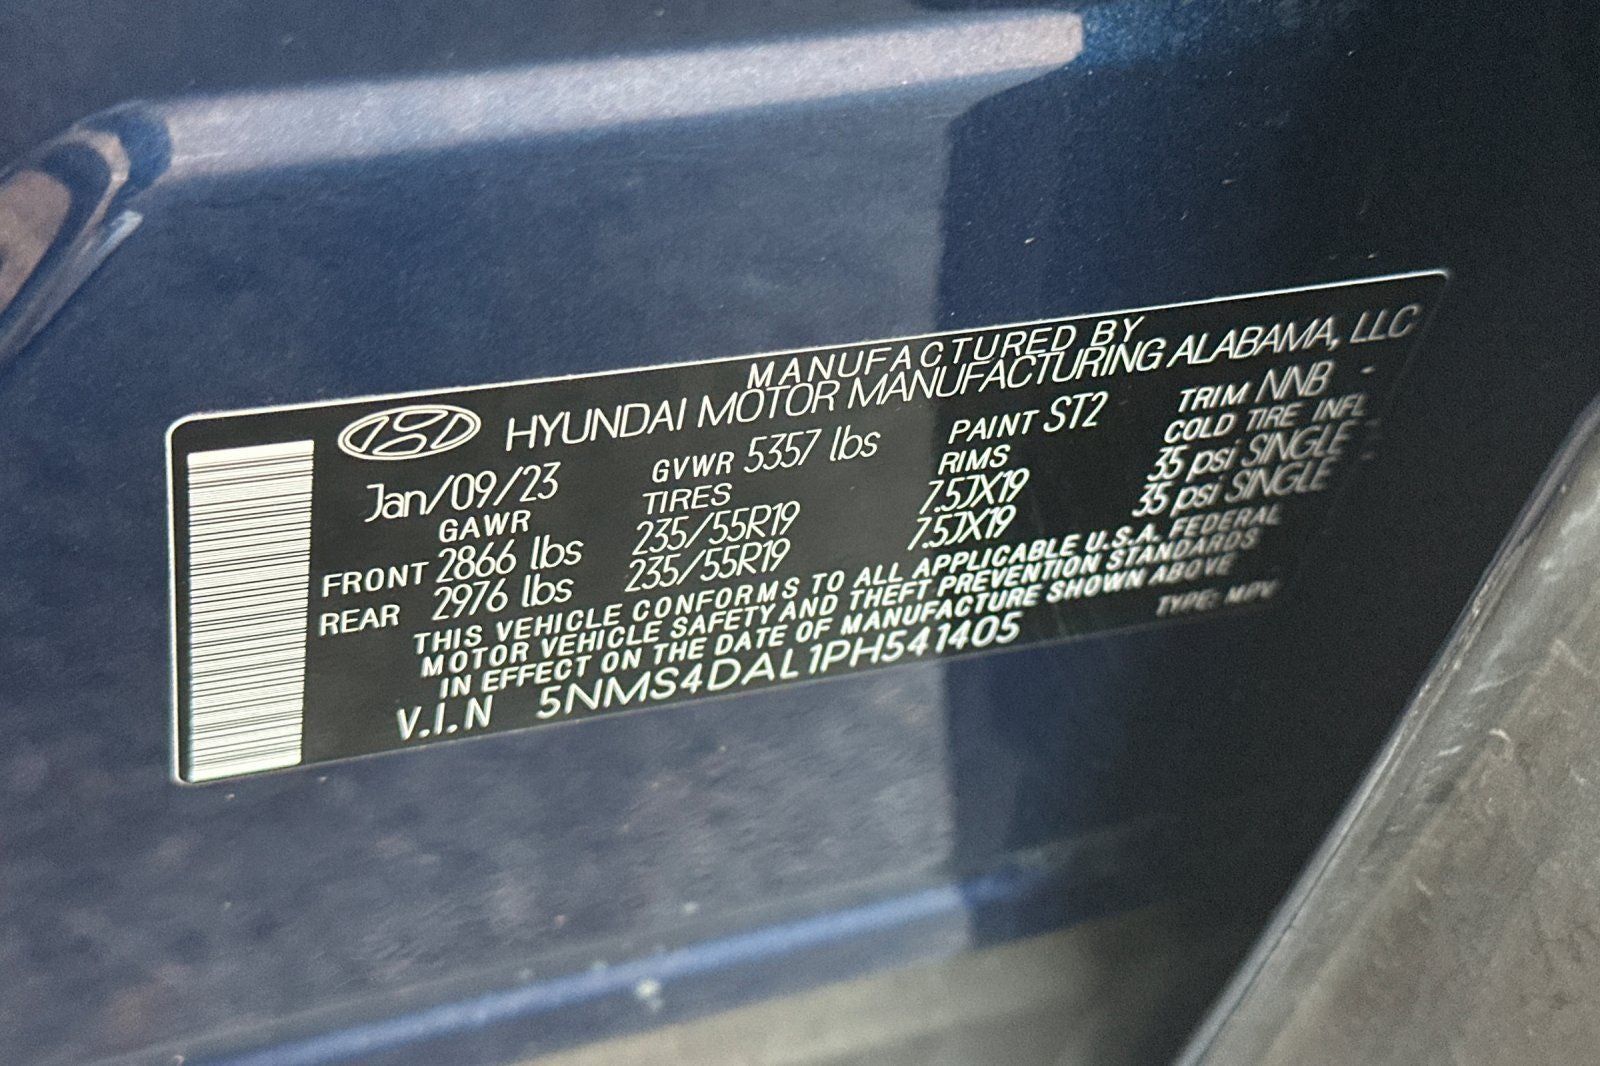 MANUFACTURED BY
HYUNDAI MOTOR MANUFACTURING ALABAMA, LLC
Jan/09/23 GVWR 5357 lbs PAINT ST2 TRIM NNB
GAWR TIRES RIMS COLD TIRE INFL
FRONT 2866 lbs 235/55R19 7.5JX19 35 psi SINGLE
REAR 2976 lbs 235/55R19 7.5JX19 35 psi SINGLE
THIS VEHICLE CONFORMS TO ALL APPLICABLE U.S.A. FEDERAL
MOTOR VEHICLE SAFETY AND THEFT PREVENTION STANDARDS
IN EFFECT ON THE DATE OF MANUFACTURE SHOWN ABOVE
V.I.N 5NMS4DAL1PH541405 TYPE: MPV